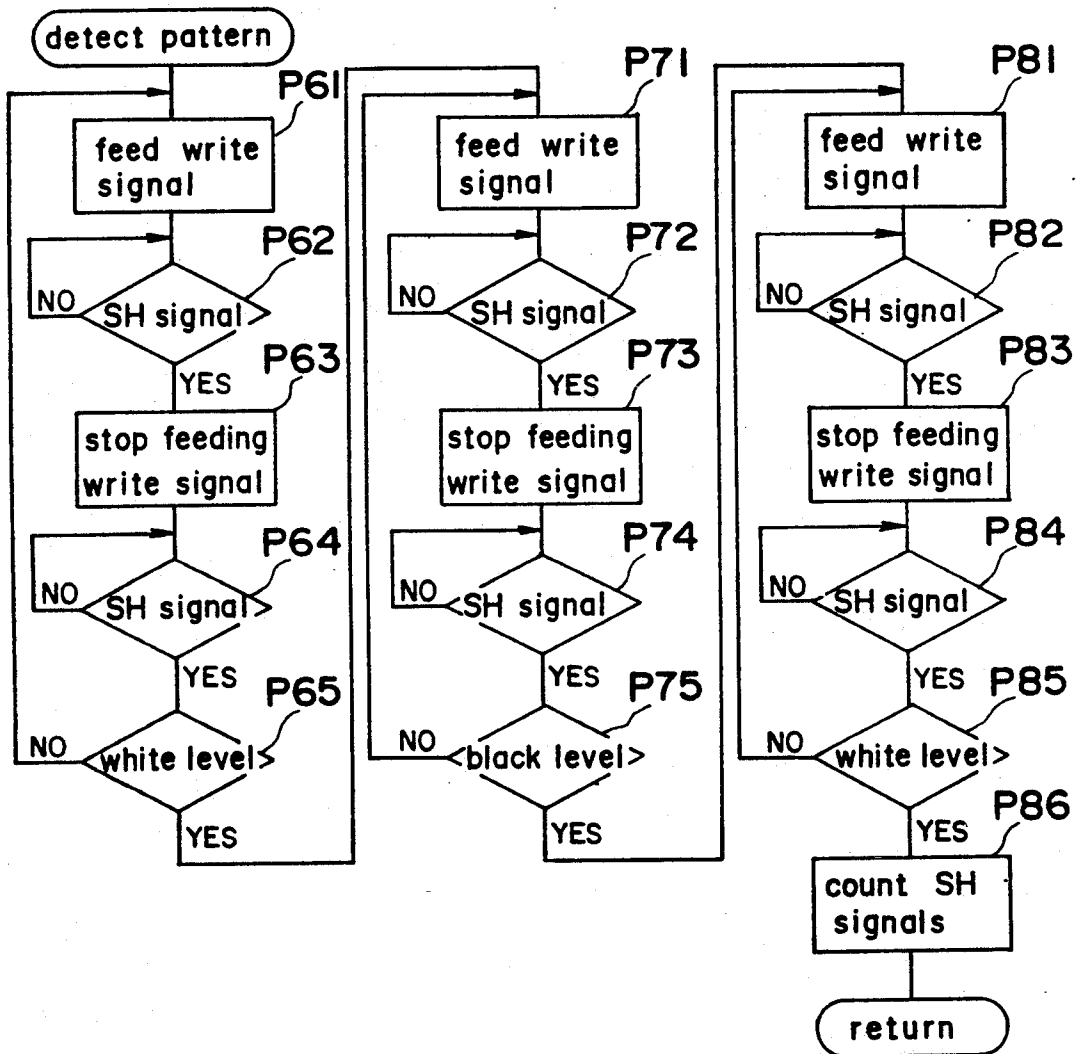 detect pattern
P61
feed write
signal
P62
NO
SH signal
YES
P63
stop feeding
write signal
P64
NO
SH signal
YES
P65
NO
white level
YES
P71
feed write
signal
P72
NO
SH signal
YES
P73
stop feeding
write signal
P74
NO
SH signal
YES
P75
NO
black level
YES
P81
feed write
signal
P82
NO
SH signal
YES
P83
stop feeding
write signal
P84
NO
SH signal
YES
P85
NO
white level
YES
P86
count SH
signals
return